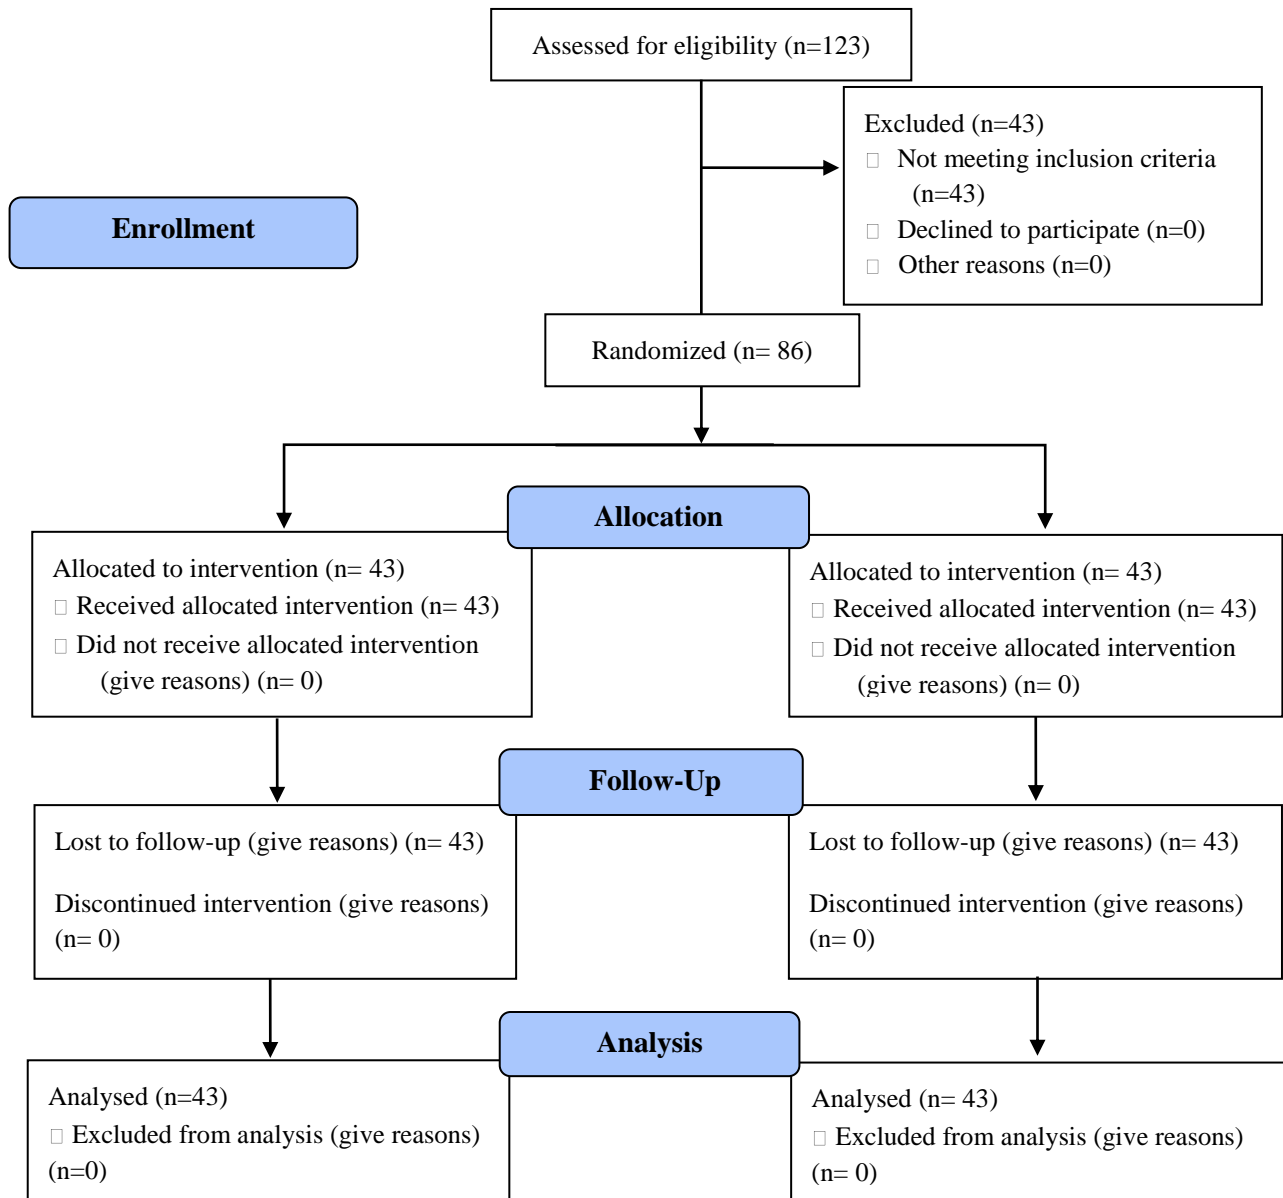 Assessed for eligibility (n=123)
Excluded (n=43)
□ Not meeting inclusion criteria
(n=43)
□ Declined to participate (n=0)
□ Other reasons (n=0)
Enrollment
Randomized (n= 86)
Allocation
Allocated to intervention (n= 43)
□ Received allocated intervention (n= 43)
□ Did not receive allocated intervention
(give reasons) (n= 0)
Allocated to intervention (n= 43)
□ Received allocated intervention (n= 43)
□ Did not receive allocated intervention
(give reasons) (n= 0)
Follow-Up
Lost to follow-up (give reasons) (n= 43)
Discontinued intervention (give reasons)
(n= 0)
Lost to follow-up (give reasons) (n= 43)
Discontinued intervention (give reasons)
(n= 0)
Analysis
Analysed (n=43)
□ Excluded from analysis (give reasons)
(n=0)
Analysed (n= 43)
□ Excluded from analysis (give reasons)
(n= 0)